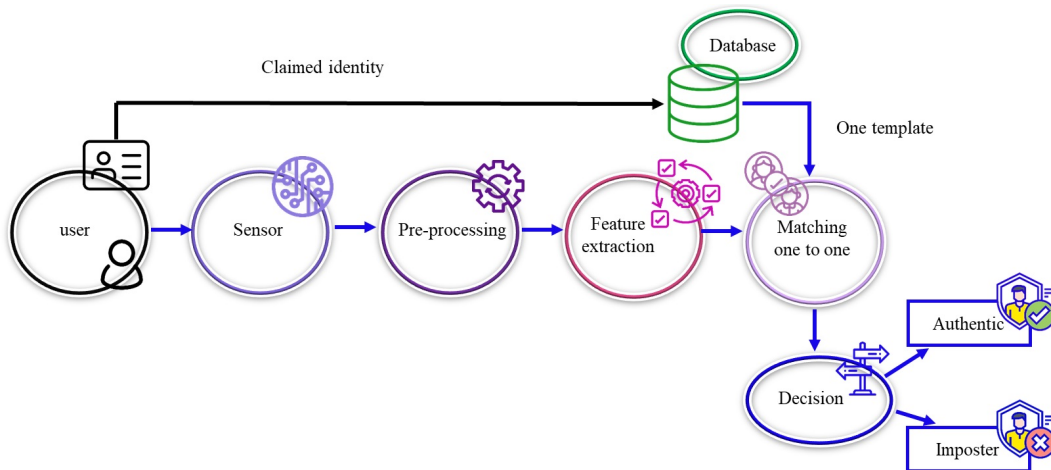 Database
Claimed identity
One template
user
Sensor
Pre-processing
Feature
extraction
Matching
one to one
Authentic
Decision
Imposter